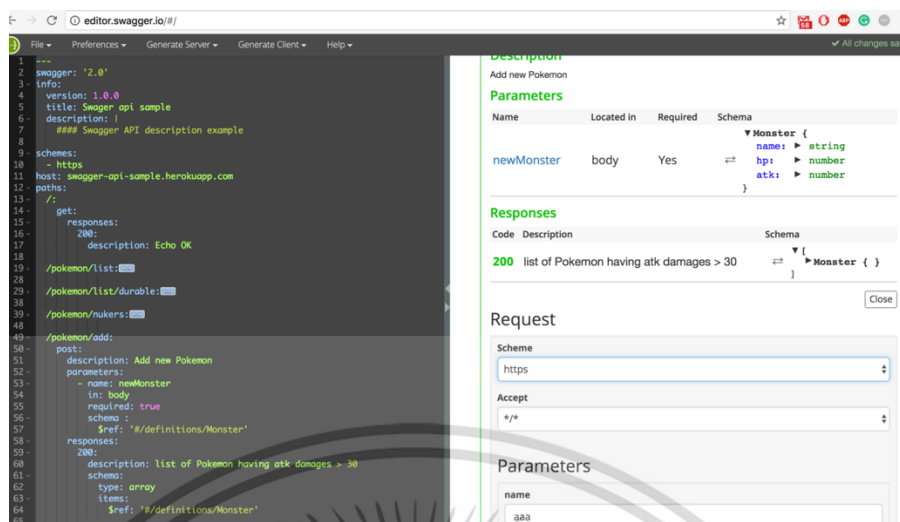 editor.swagger.io/#/
58
File Preferences Generate Server Generate Client Help
All changes sa
1 ---
2 swagger: '2.0'
3 info:
4 version: 1.0.0
5 title: Swager api sample
6 description: |
7 #### Swagger API description example
8
9 schemes:
10 - https
11 host: swagger-api-sample.herokuapp.com
12 paths:
13 /:
14 get:
15 responses:
16 200:
17 description: Echo OK
18
19 /pokemon/list:
28
29 /pokemon/list/durable:
38
39 /pokemon/nukers:
48
49 /pokemon/add:
50 post:
51 description: Add new Pokemon
52 parameters:
53 - name: newMonster
54 in: body
55 required: true
56 schema :
57 $ref: '#/definitions/Monster'
58 responses:
59 200:
60 description: list of Pokemon having atk damages > 30
61 schema:
62 type: array
63 items:
64 $ref: '#/definitions/Monster'
65
Description
Add new Pokemon
Parameters
Name Located in Required Schema
Monster {
name: string
newMonster body Yes hp: number
atk: number
}
Responses
Code Description Schema
[
200 list of Pokemon having atk damages > 30 Monster { }
]
Close
Request
Scheme
https
Accept
*/*
Parameters
name
aaa